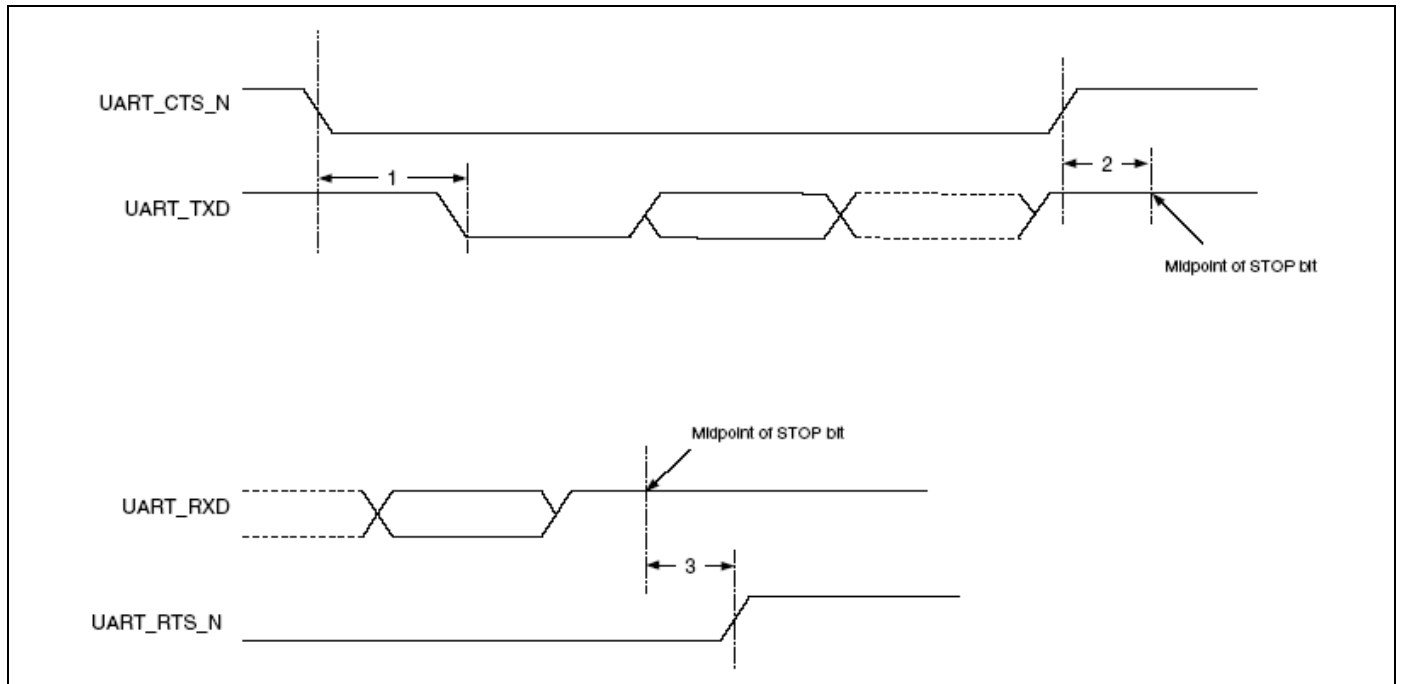 UART_CTS_N
1
2
UART_TXD
Midpoint of STOP bit
Midpoint of STOP bit
UART_RXD
3
UART_RTS_N